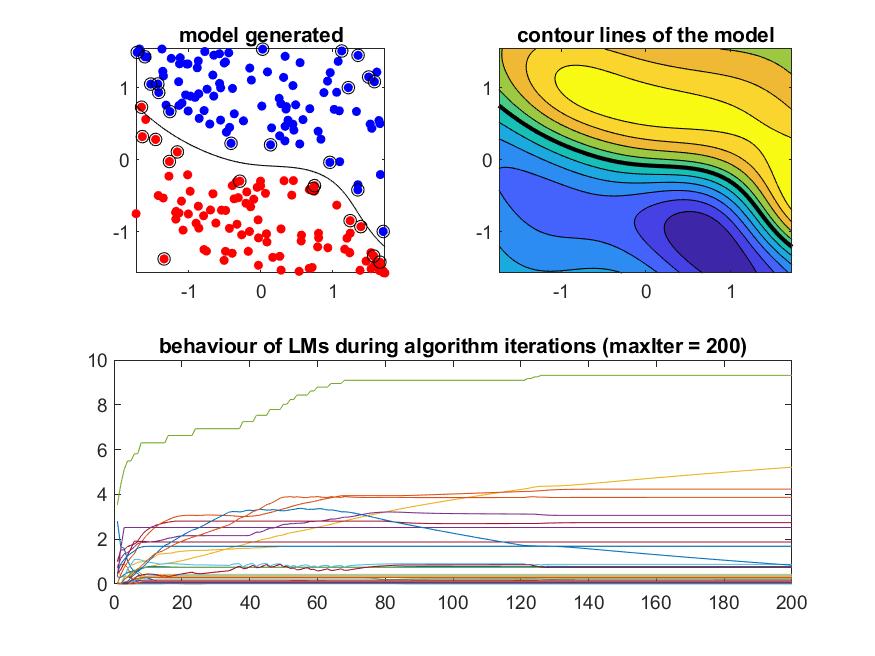 model generated
contour lines of the model
1
0
-1
-1 0 1
1
0
-1
-1 0 1
behaviour of LMs during algorithm iterations (maxIter = 200)
10
8
6
4
2
0
0 20 40 60 80 100 120 140 160 180 200